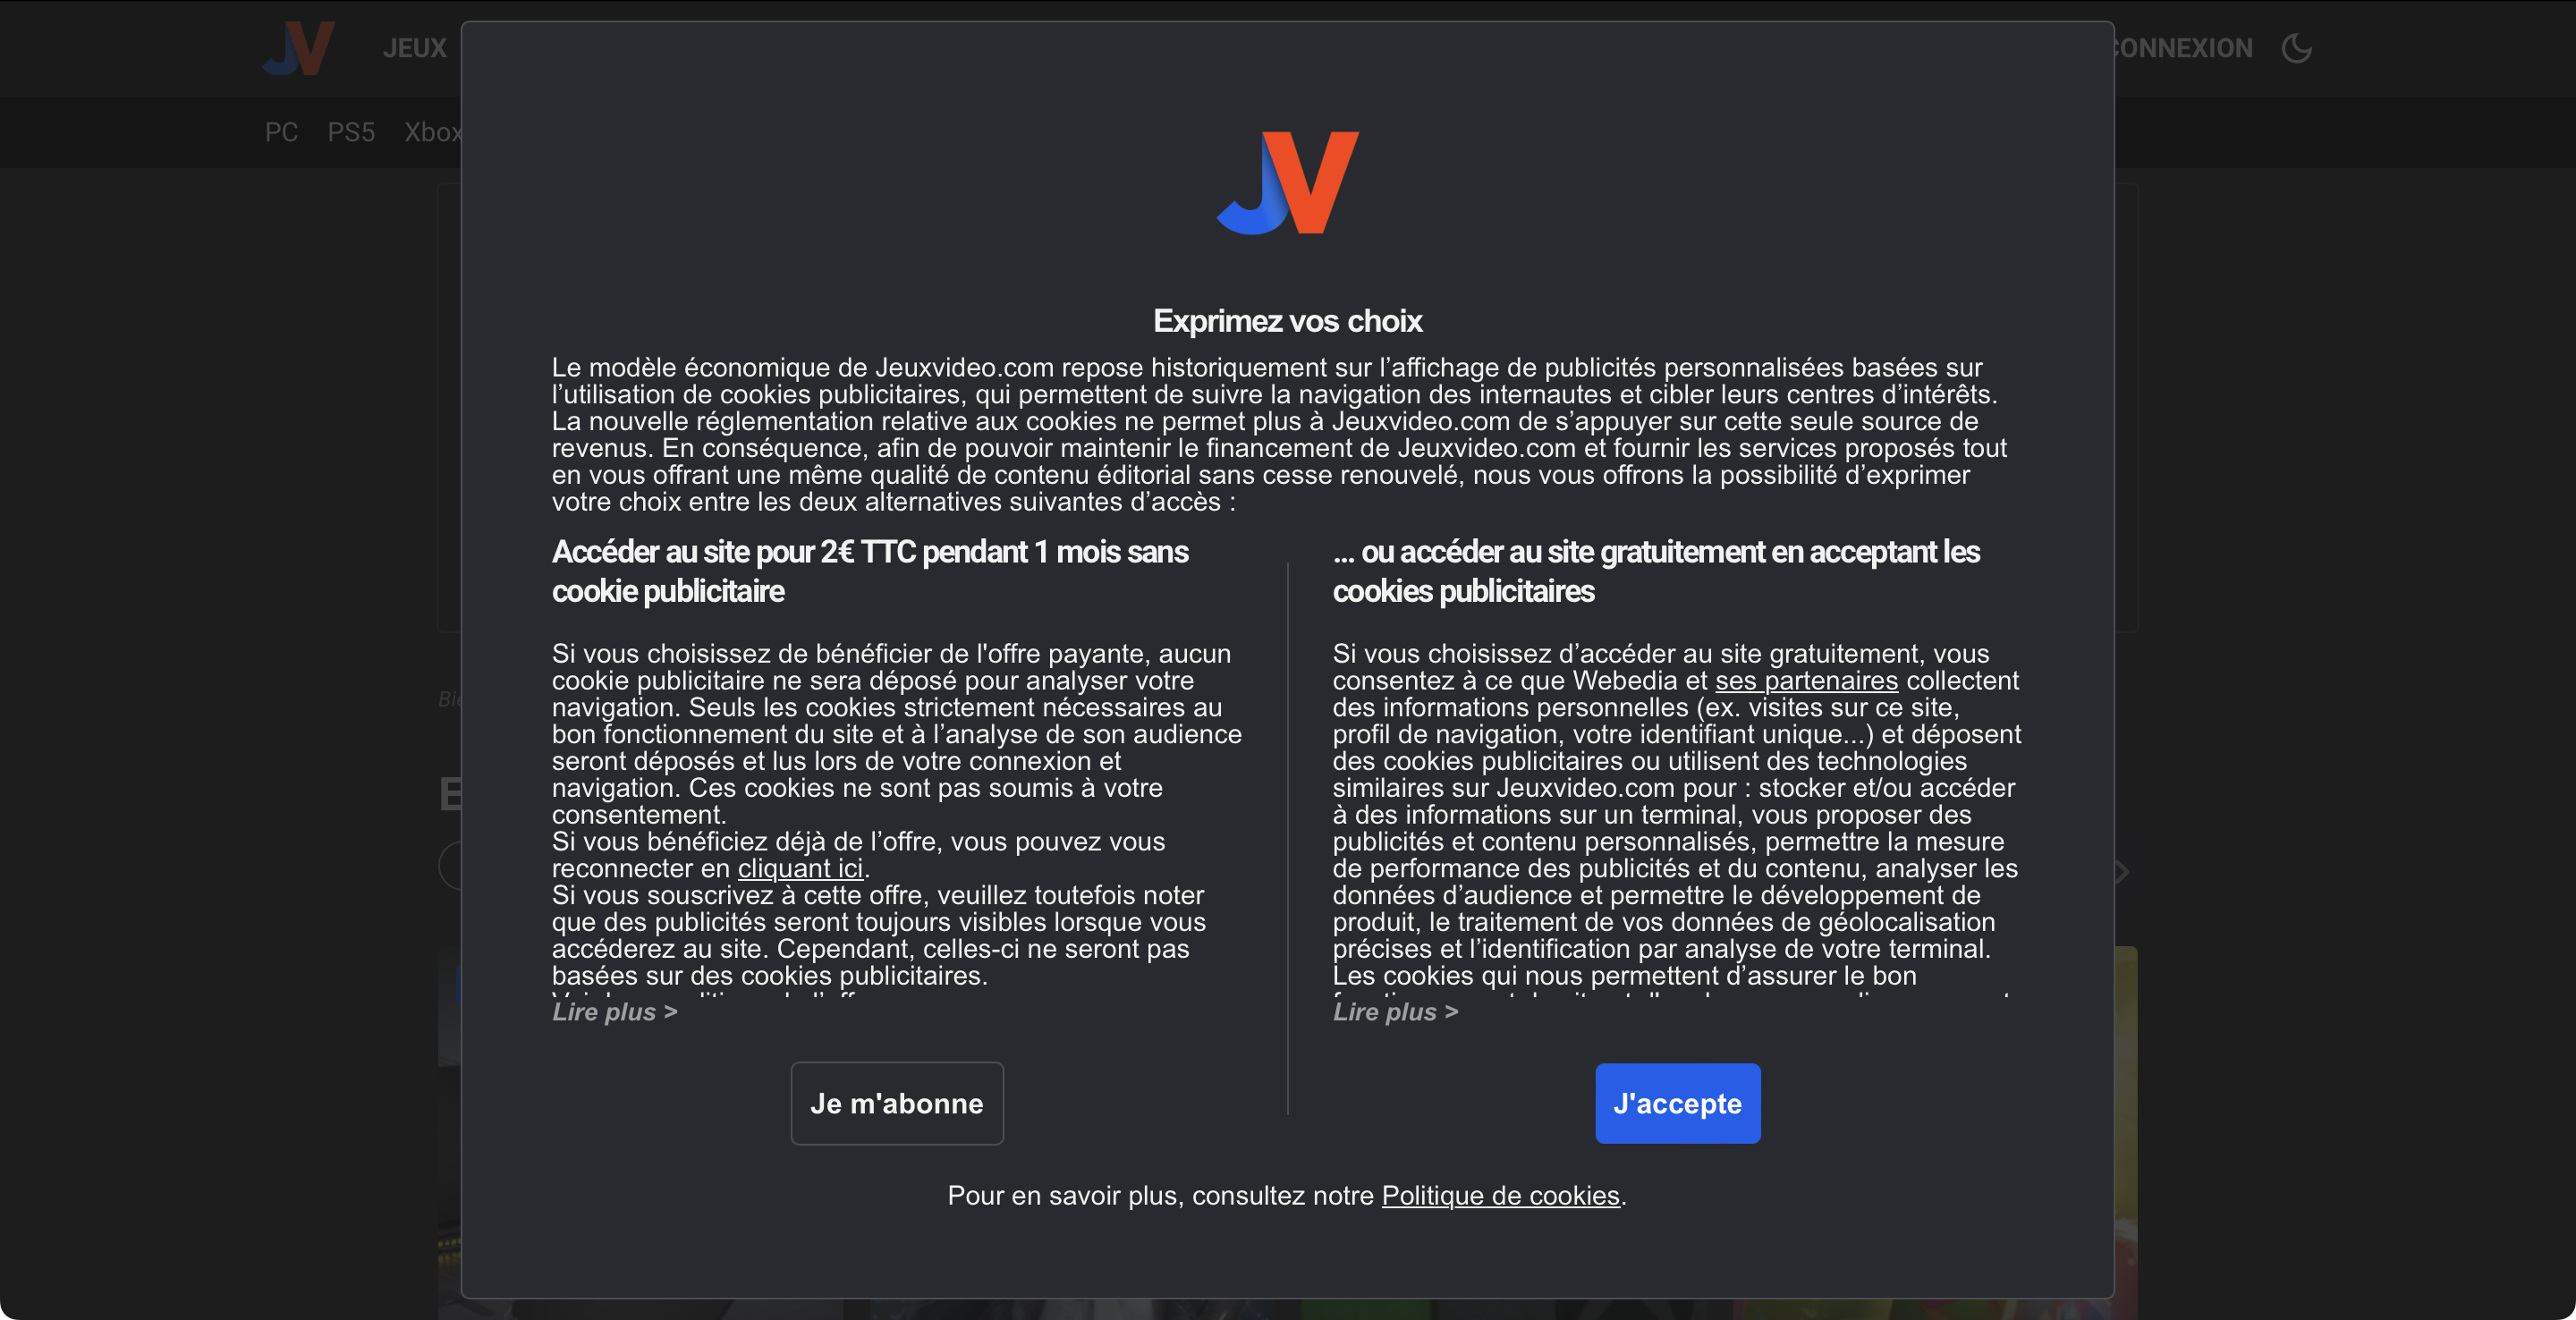 JV
JEUX
CONNEXION
PC PS5 Xbox
JV
Exprimez vos choix
Le modèle économique de Jeuxvideo.com repose historiquement sur l’affichage de publicités personnalisées basées sur
l’utilisation de cookies publicitaires, qui permettent de suivre la navigation des internautes et cibler leurs centres d’intérêts.
La nouvelle réglementation relative aux cookies ne permet plus à Jeuxvideo.com de s’appuyer sur cette seule source de
revenus. En conséquence, afin de pouvoir maintenir le financement de Jeuxvideo.com et fournir les services proposés tout
en vous offrant une même qualité de contenu éditorial sans cesse renouvelé, nous vous offrons la possibilité d’exprimer
votre choix entre les deux alternatives suivantes d’accès :
Accéder au site pour 2€ TTC pendant 1 mois sans
cookie publicitaire
Si vous choisissez de bénéficier de l'offre payante, aucun
cookie publicitaire ne sera déposé pour analyser votre
navigation. Seuls les cookies strictement nécessaires au
bon fonctionnement du site et à l’analyse de son audience
seront déposés et lus lors de votre connexion et
navigation. Ces cookies ne sont pas soumis à votre
consentement.
Si vous bénéficiez déjà de l’offre, vous pouvez vous
reconnecter en cliquant ici.
Si vous souscrivez à cette offre, veuillez toutefois noter
que des publicités seront toujours visibles lorsque vous
accéderez au site. Cependant, celles-ci ne seront pas
basées sur des cookies publicitaires.
Lire plus >
Je m'abonne
... ou accéder au site gratuitement en acceptant les
cookies publicitaires
Si vous choisissez d’accéder au site gratuitement, vous
consentez à ce que Webedia et ses partenaires collectent
des informations personnelles (ex. visites sur ce site,
profil de navigation, votre identifiant unique...) et déposent
des cookies publicitaires ou utilisent des technologies
similaires sur Jeuxvideo.com pour : stocker et/ou accéder
à des informations sur un terminal, vous proposer des
publicités et contenu personnalisés, permettre la mesure
de performance des publicités et du contenu, analyser les
données d’audience et permettre le développement de
produit, le traitement de vos données de géolocalisation
précises et l’identification par analyse de votre terminal.
Les cookies qui nous permettent d’assurer le bon
Lire plus >
J'accepte
Pour en savoir plus, consultez notre Politique de cookies.